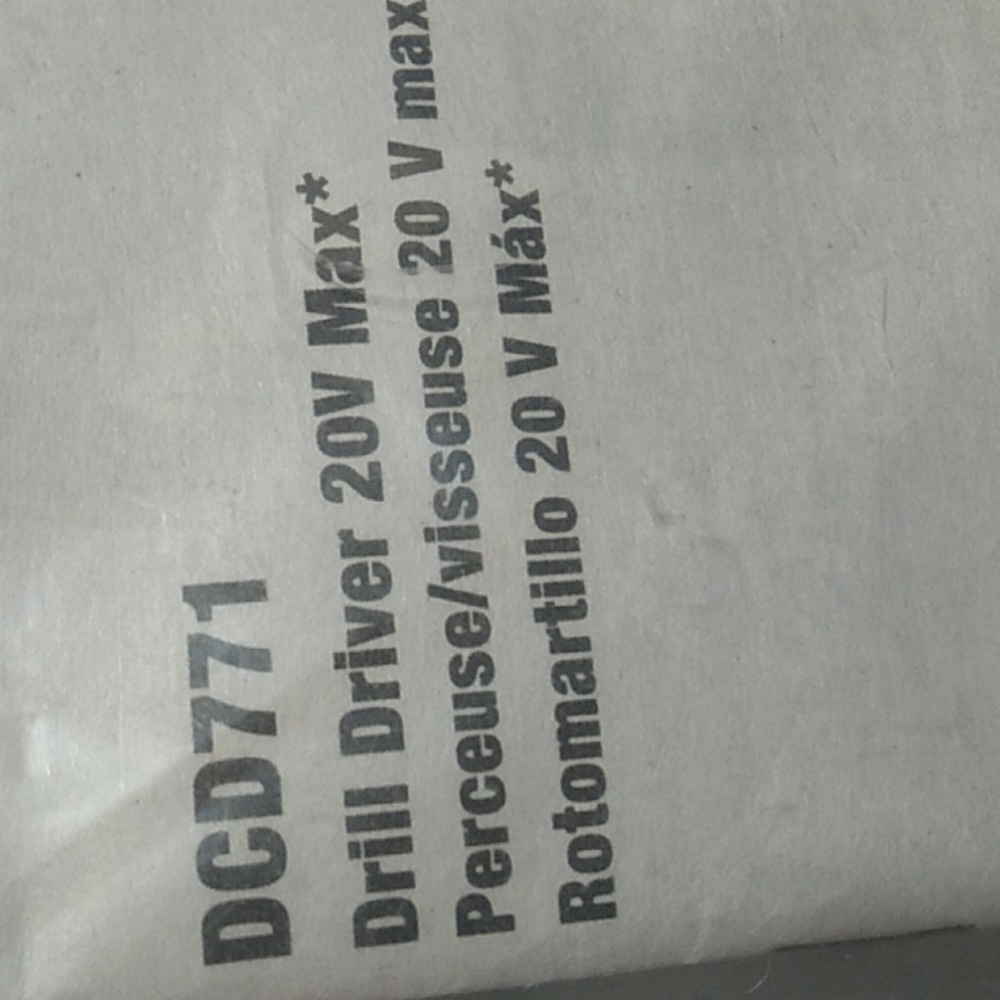 DCD771
Drill Driver 20V Max*
Perceuse/visseuse 20 V max
Rotomartillo 20 V Máx*